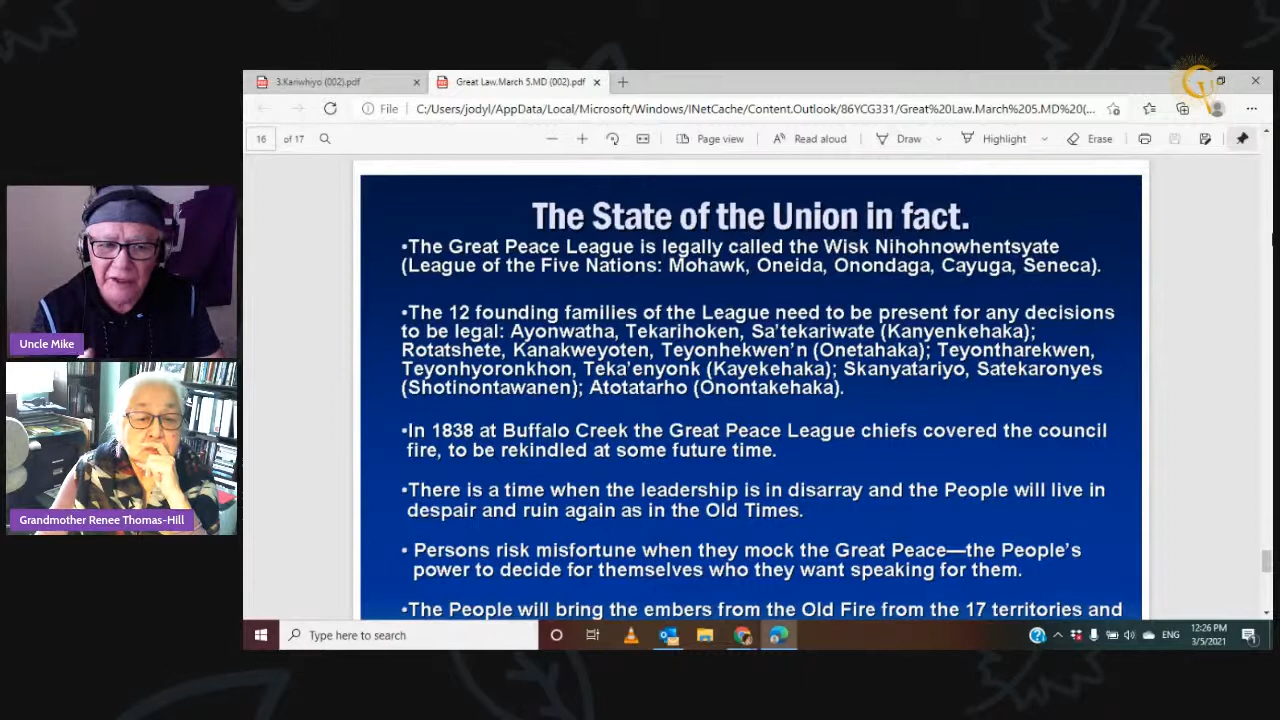 3.Kariwhiyo (002).pdf
Great Law.March 5.MD (002).pdf
File
C:/Users/jodyl/AppData/Local/Microsoft/Windows/INetCache/Content.Outlook/86YCG331/Great%20Law.March%205.MD%20(...
16 of 17
Page view
Read aloud
Draw
Highlight
Erase
The State of the Union in fact.
•The Great Peace League is legally called the Wisk Nihohnowhentsyate
(League of the Five Nations: Mohawk, Oneida, Onondaga, Cayuga, Seneca).
•The 12 founding families of the League need to be present for any decisions
to be legal: Ayonwatha, Tekarihoken, Sa'tekariwate (Kanyenkehaka);
Rotatshete, Kanakweyoten, Teyonhekwen'n (Onetahaka); Teyontharekwen,
Teyonhyoronkhon, Teka'enyonk (Kayekehaka); Skanyatariyo, Satekaronyes
(Shotinontawanen); Atotatarho (Onontakehaka).
•In 1838 at Buffalo Creek the Great Peace League chiefs covered the council
fire, to be rekindled at some future time.
•There is a time when the leadership is in disarray and the People will live in
despair and ruin again as in the Old Times.
• Persons risk misfortune when they mock the Great Peace—the People's
power to decide for themselves who they want speaking for them.
•The People will bring the embers from the Old Fire from the 17 territories and
Uncle Mike
Grandmother Renee Thomas-Hill
Type here to search
ENG
12:26 PM
3/5/2021